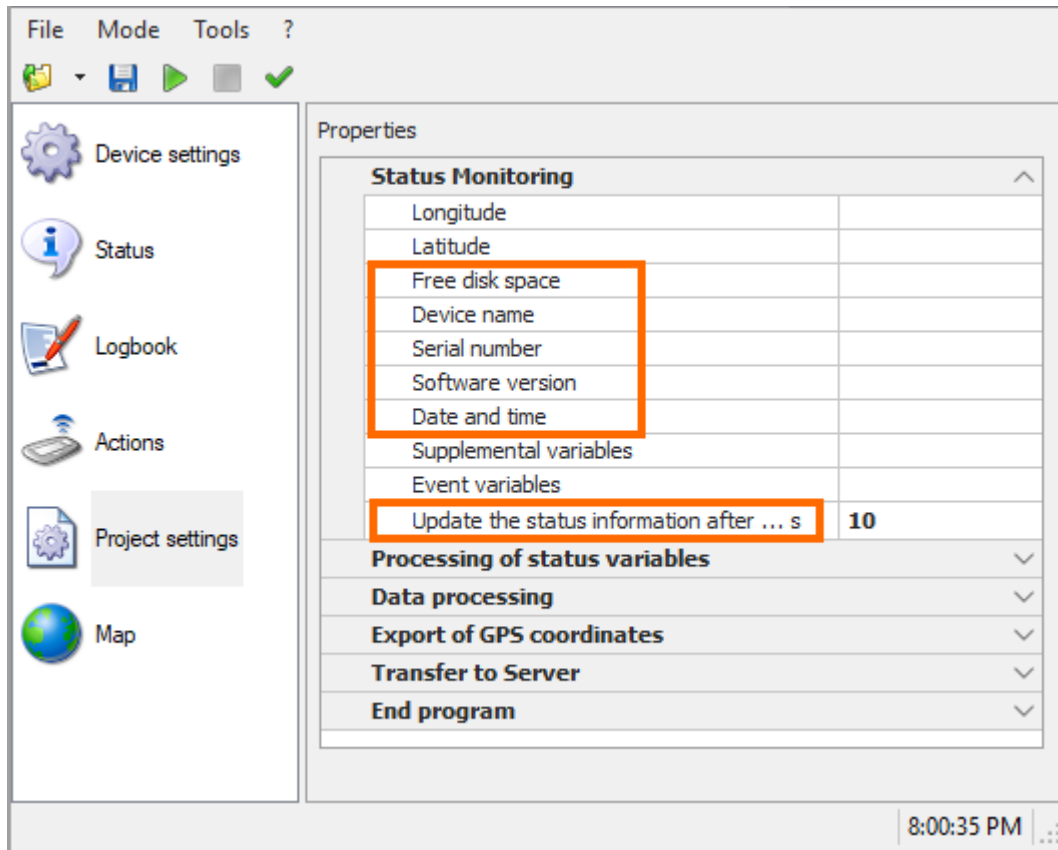 File Mode Tools ?
Device settings
Status
Logbook
Actions
Project settings
Map
Properties
Status Monitoring
Longitude
Latitude
Free disk space
Device name
Serial number
Software version
Date and time
Supplemental variables
Event variables
Update the status information after ... s 10
Processing of status variables
Data processing
Export of GPS coordinates
Transfer to Server
End program
8:00:35 PM